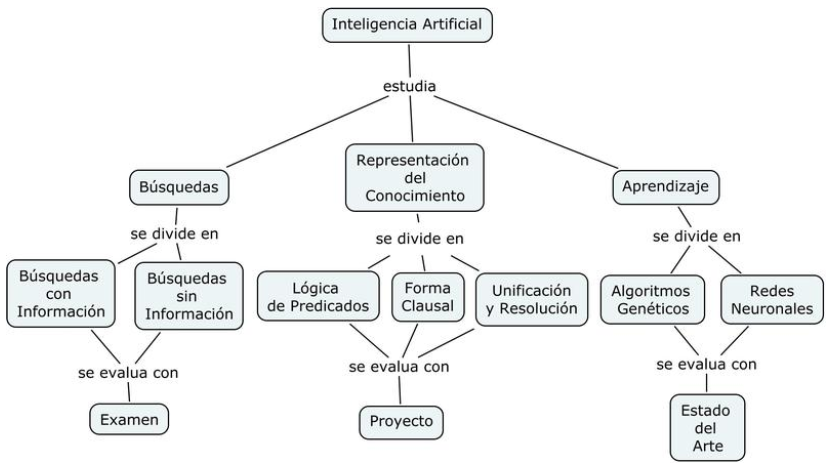 Inteligencia Artificial
estudia
Búsquedas
Representación
del
Conocimiento
Aprendizaje
se divide en
se divide en
se divide en
Búsquedas
con
Información
Búsquedas
sin
Información
Lógica
de Predicados
Forma
Clausal
Unificación
y Resolución
Algoritmos
Genéticos
Redes
Neuronales
se evalua con
se evalua con
se evalua con
Examen
Proyecto
Estado
del
Arte